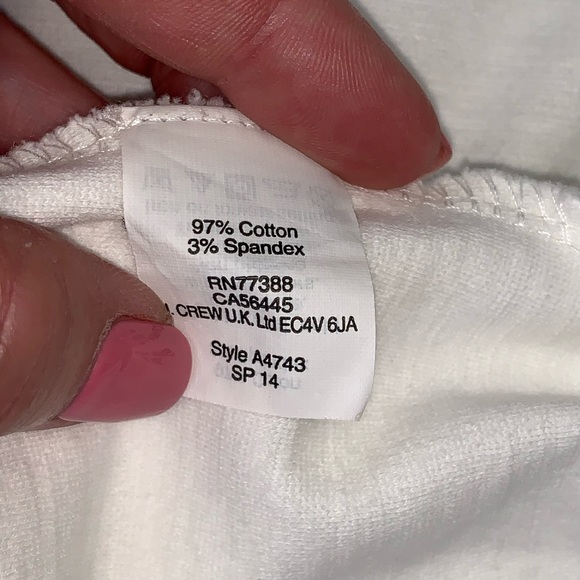 97% Cotton
3% Spandex
RN77388
CA56445
. CREW U.K. Ltd EC4V 6JA
Style A4743
SP 14